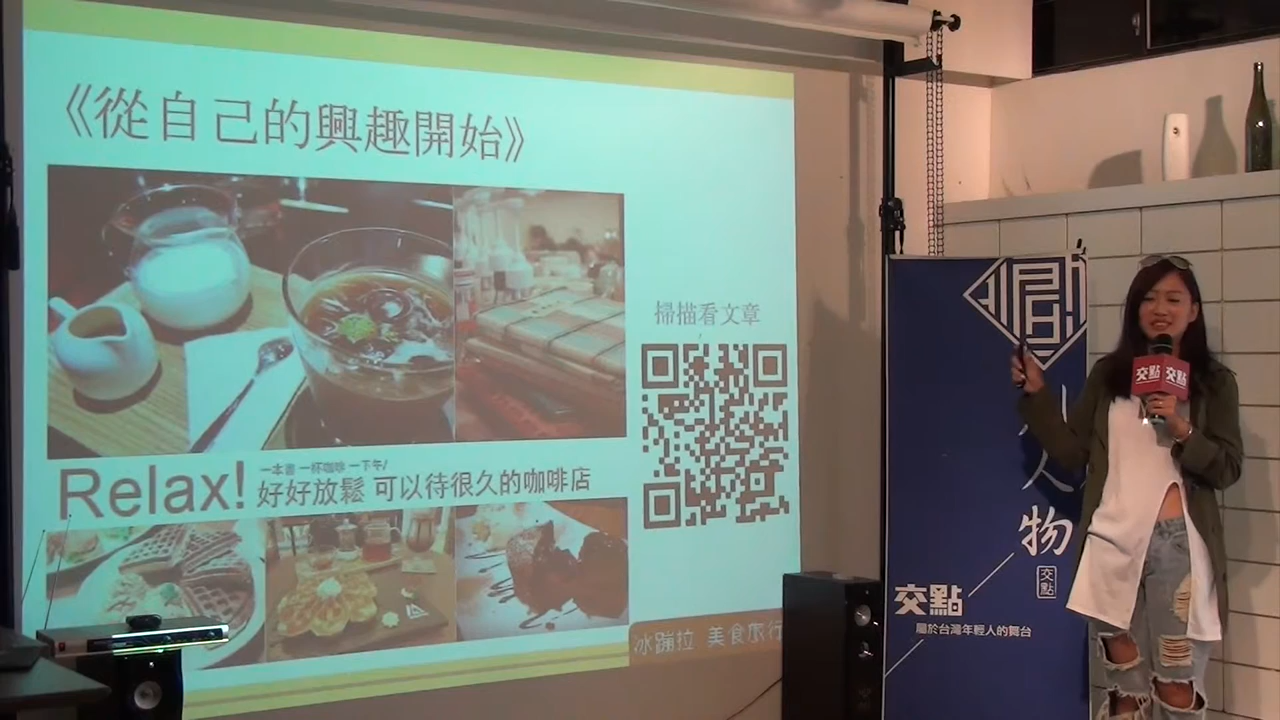 《從自己的興趣開始》
掃描看文章
一本書 一杯咖啡 一下午/
Relax! 好好放鬆 可以待很久的咖啡店
冰蹦拉 美食旅行
人物
交點
交點
屬於台灣年輕人的舞台
交點 交點